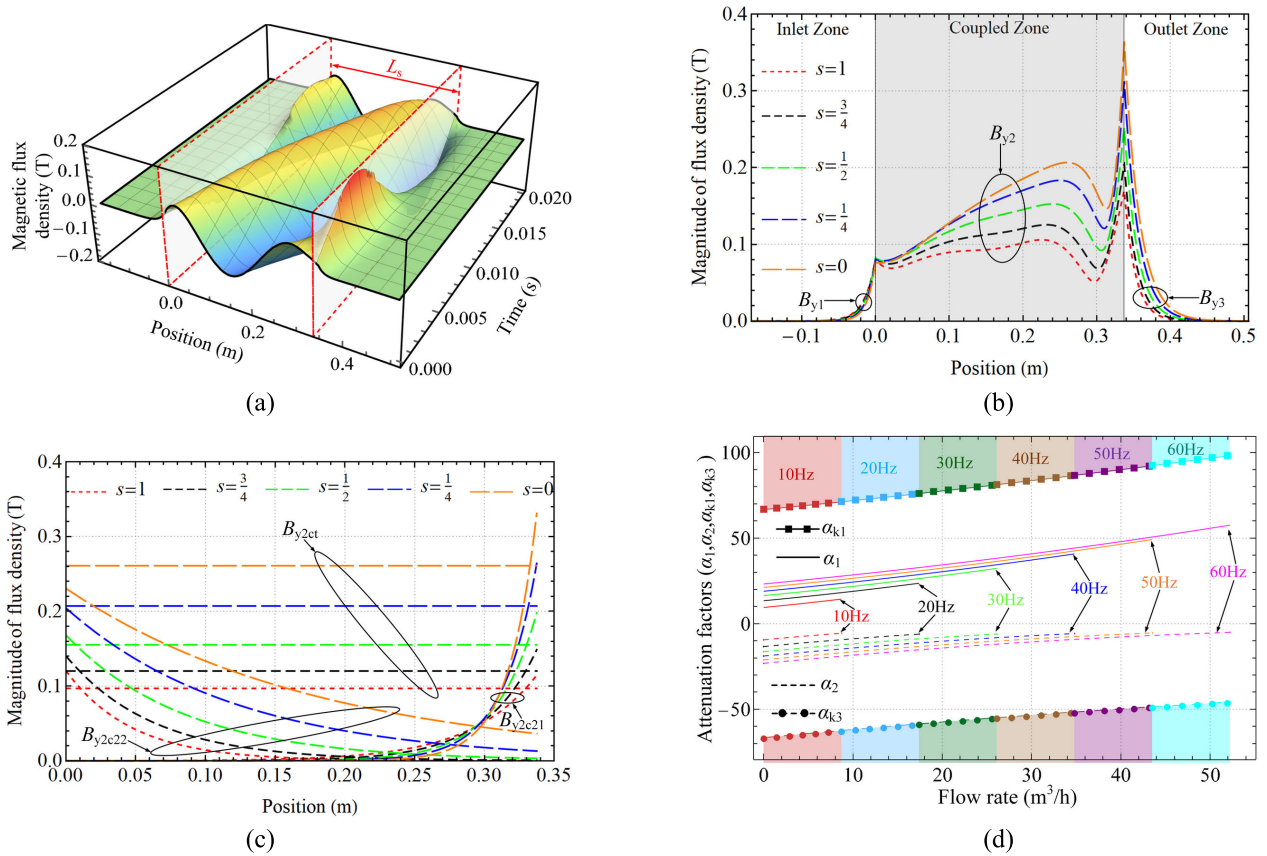 Magnetic flux
density (T)
0.2
0.1
0.0
−0.1
−0.2
Lₛ
0.0
0.2
0.4
Position (m)
0.020
0.015
0.010
0.005
0.000
Time (s)
(a)
Magnitude of flux density (T)
0.4
0.3
0.2
0.1
0.0
Inlet Zone
Coupled Zone
Outlet Zone
s=1
s=3/4
s=1/2
s=1/4
s=0
By1
By2
By3
−0.1 0.0 0.1 0.2 0.3 0.4 0.5
Position (m)
(b)
Magnitude of flux density (T)
0.4
0.3
0.2
0.1
0.0
s=1 s=3/4 s=1/2 s=1/4 s=0
By2ct
By2c22
By2c21
0.00 0.05 0.10 0.15 0.20 0.25 0.30 0.35
Position (m)
(c)
Attenuation factors (α1,α2,αk1,αk3)
100
50
0
−50
10Hz 20Hz 30Hz 40Hz 50Hz 60Hz
αk1
α1
10Hz 20Hz 30Hz 40Hz 50Hz 60Hz
α2
αk3
0 10 20 30 40 50
Flow rate (m³/h)
(d)